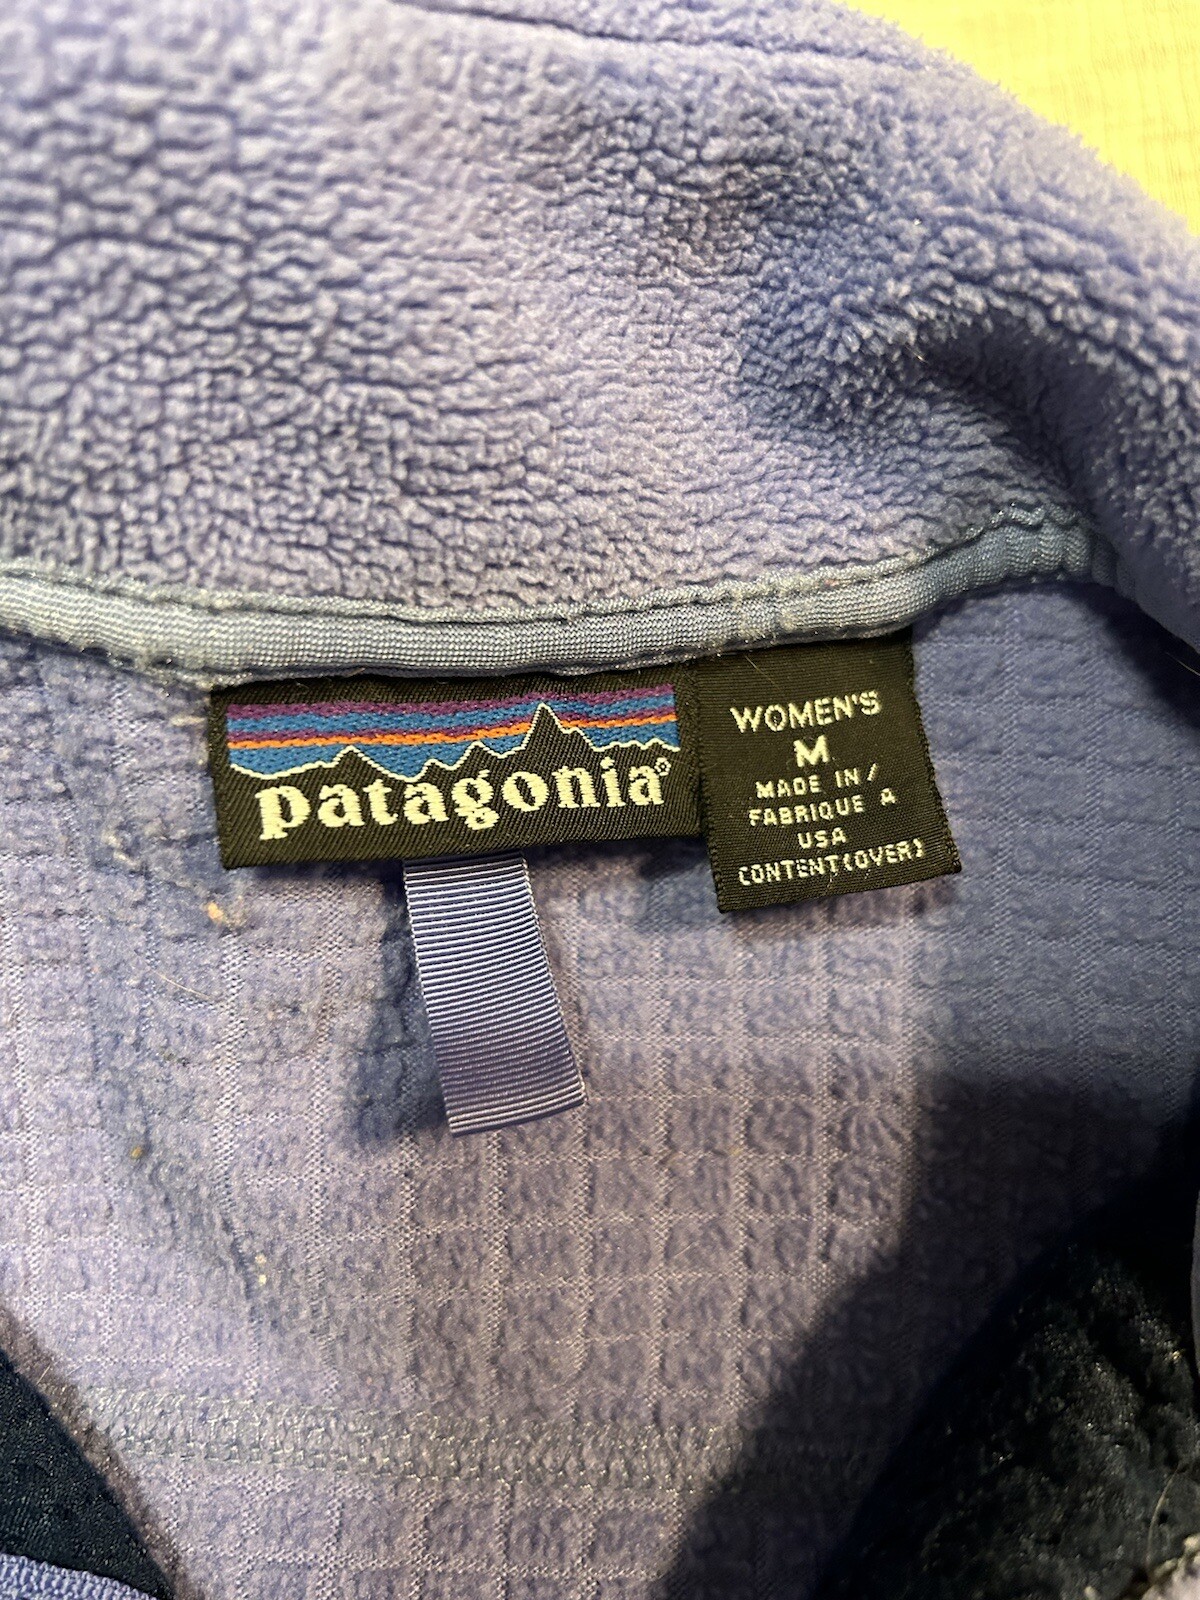 patagonia®
WOMEN'S
M
MADE IN /
FABRIQUE A
USA
CONTENT (OVER)